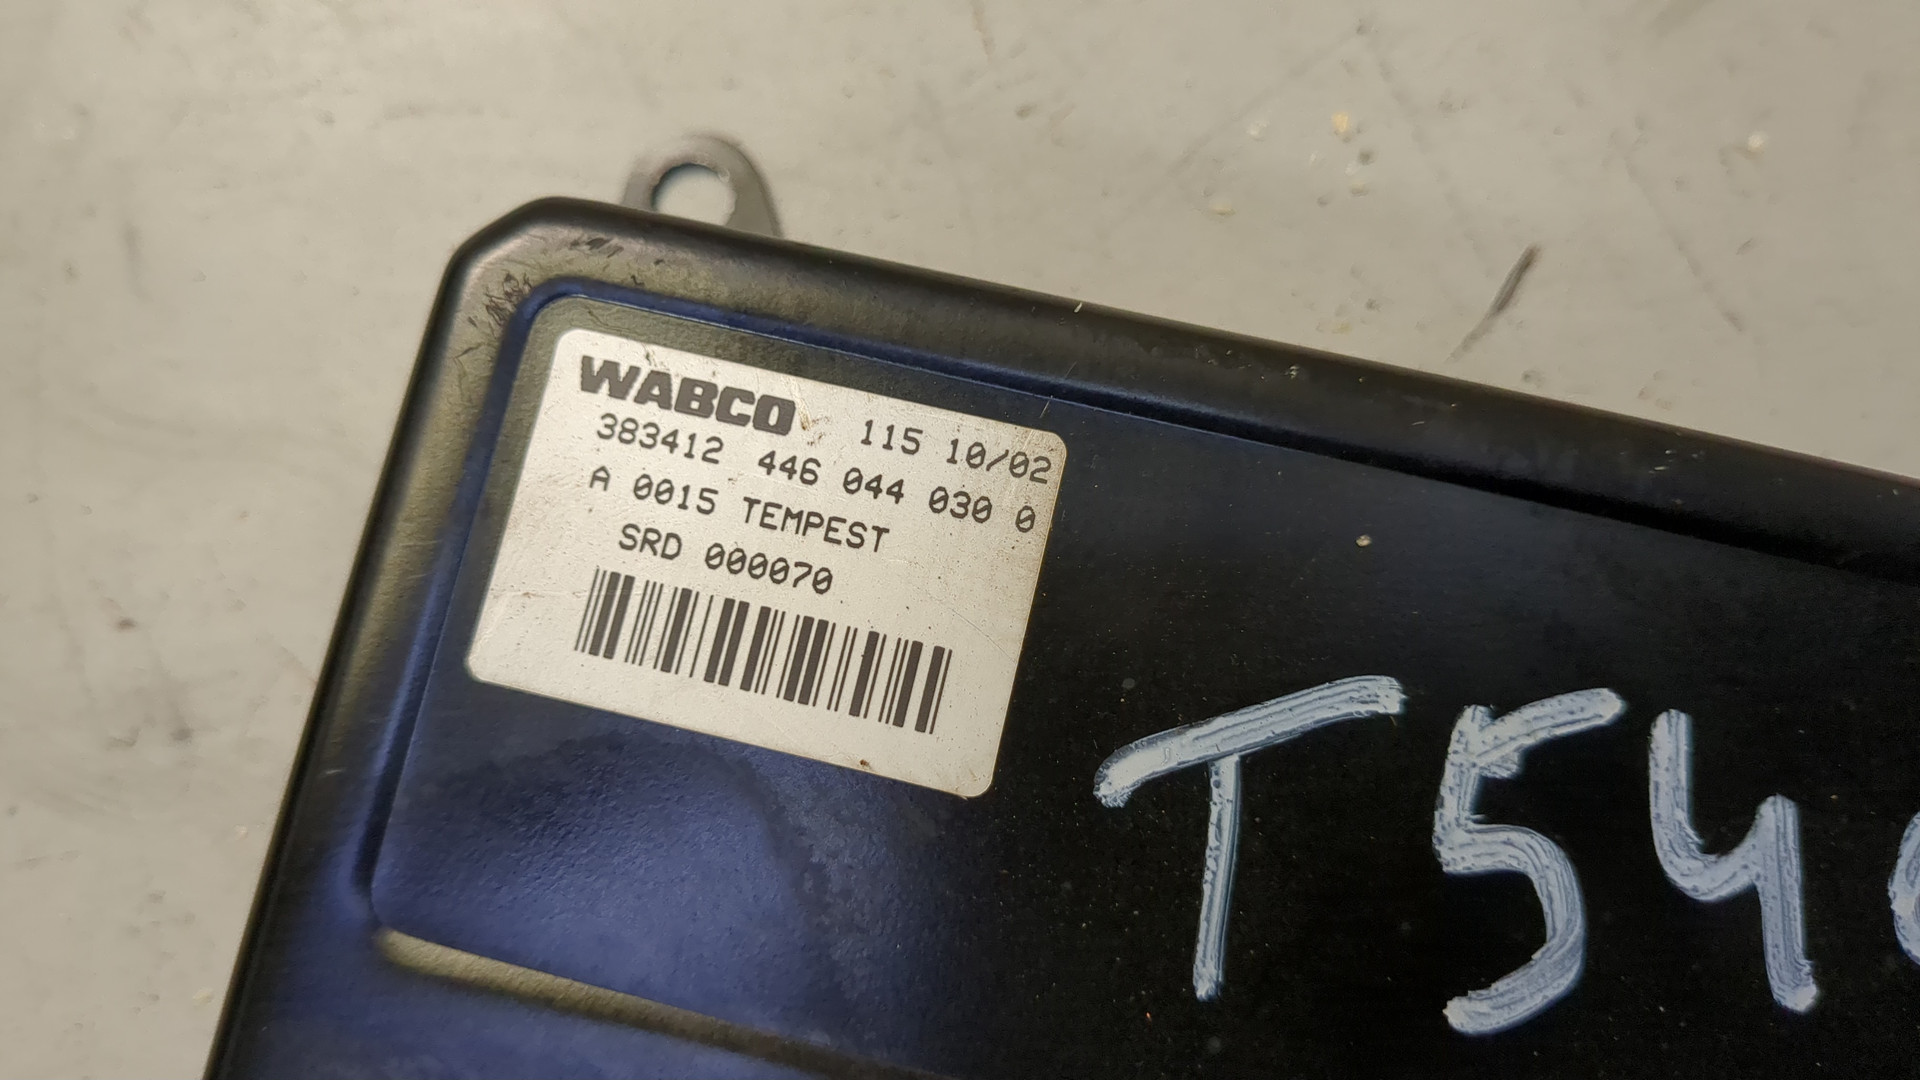 WABCO 115 10/02
383412 446 044 030 0
A 0015 TEMPEST
SRD 000070
T54